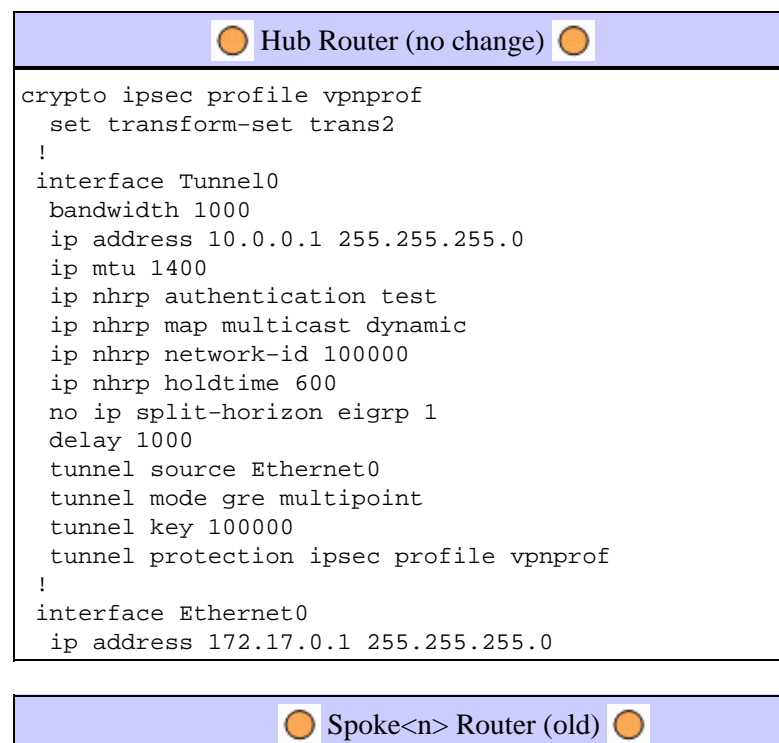 Hub Router (no change)
crypto ipsec profile vpnprof
set transform-set trans2
!
interface Tunnel0
bandwidth 1000
ip address 10.0.0.1 255.255.255.0
ip mtu 1400
ip nhrp authentication test
ip nhrp map multicast dynamic
ip nhrp network-id 100000
ip nhrp holdtime 600
no ip split-horizon eigrp 1
delay 1000
tunnel source Ethernet0
tunnel mode gre multipoint
tunnel key 100000
tunnel protection ipsec profile vpnprof
!
interface Ethernet0
ip address 172.17.0.1 255.255.255.0
Spoke<n> Router (old)